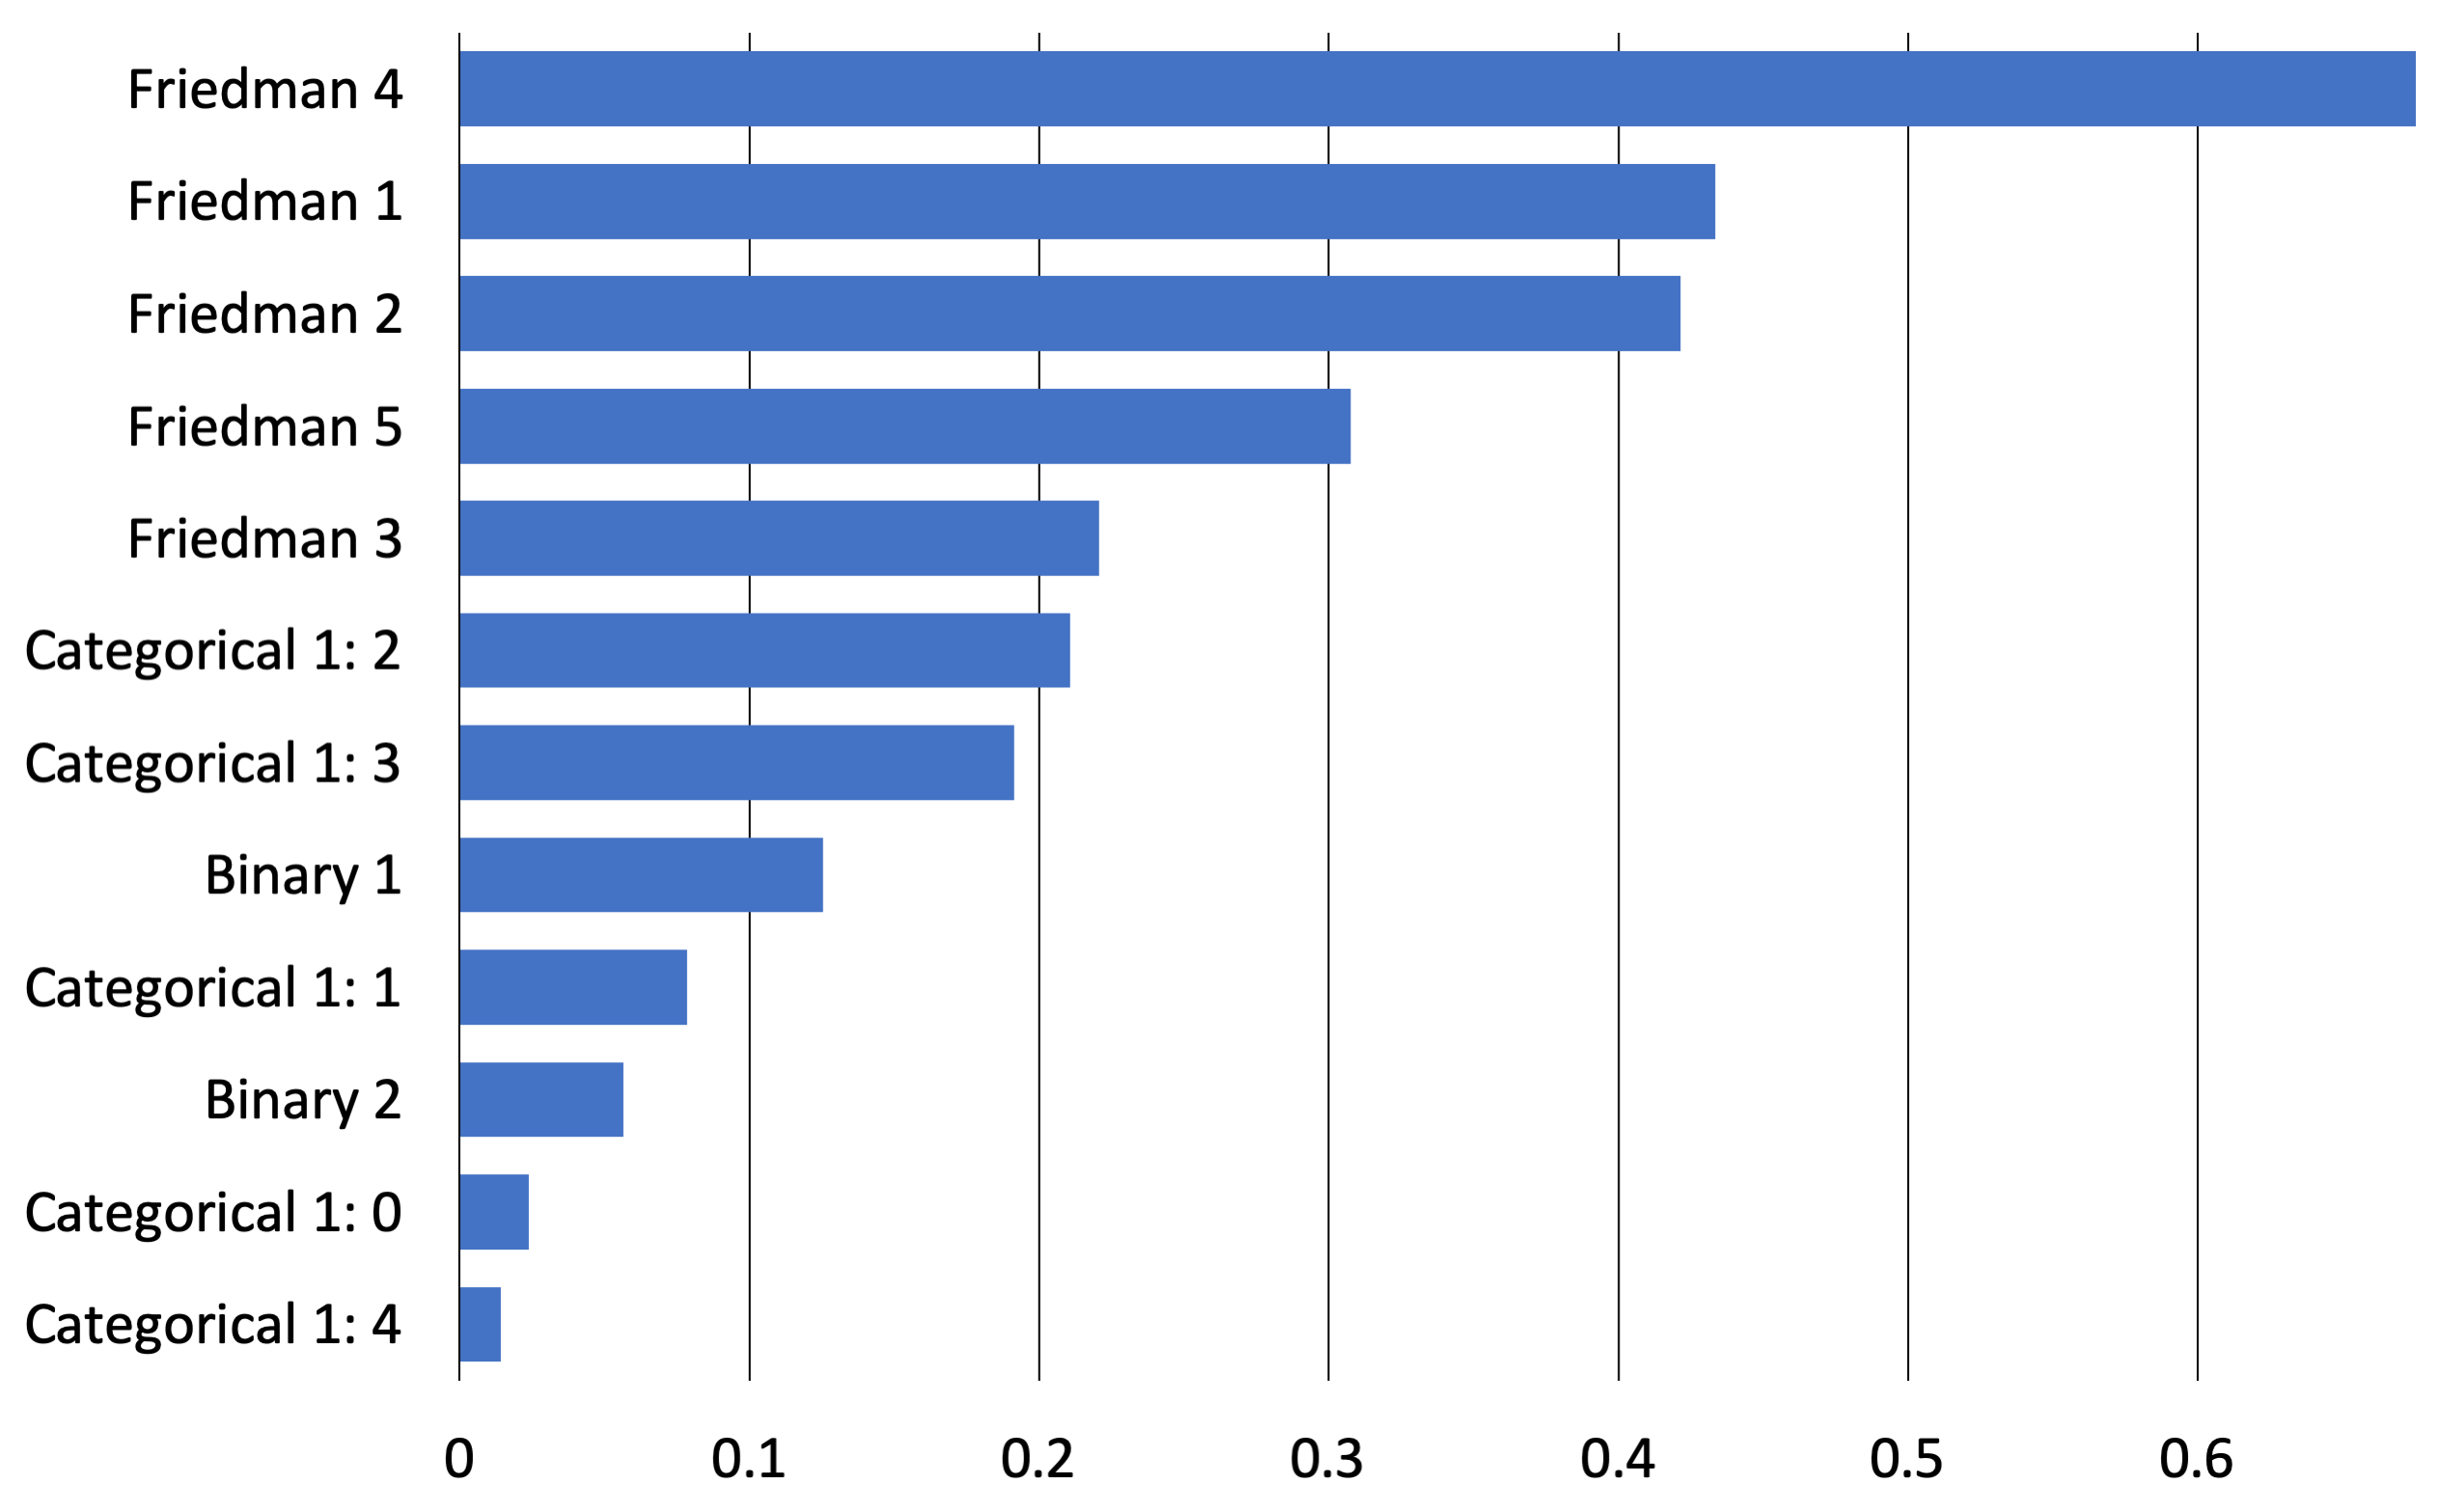 Friedman 4
Friedman 1
Friedman 2
Friedman 5
Friedman 3
Categorical 1: 2
Categorical 1: 3
Binary 1
Categorical 1: 1
Binary 2
Categorical 1: 0
Categorical 1: 4
0 0.1 0.2 0.3 0.4 0.5 0.6